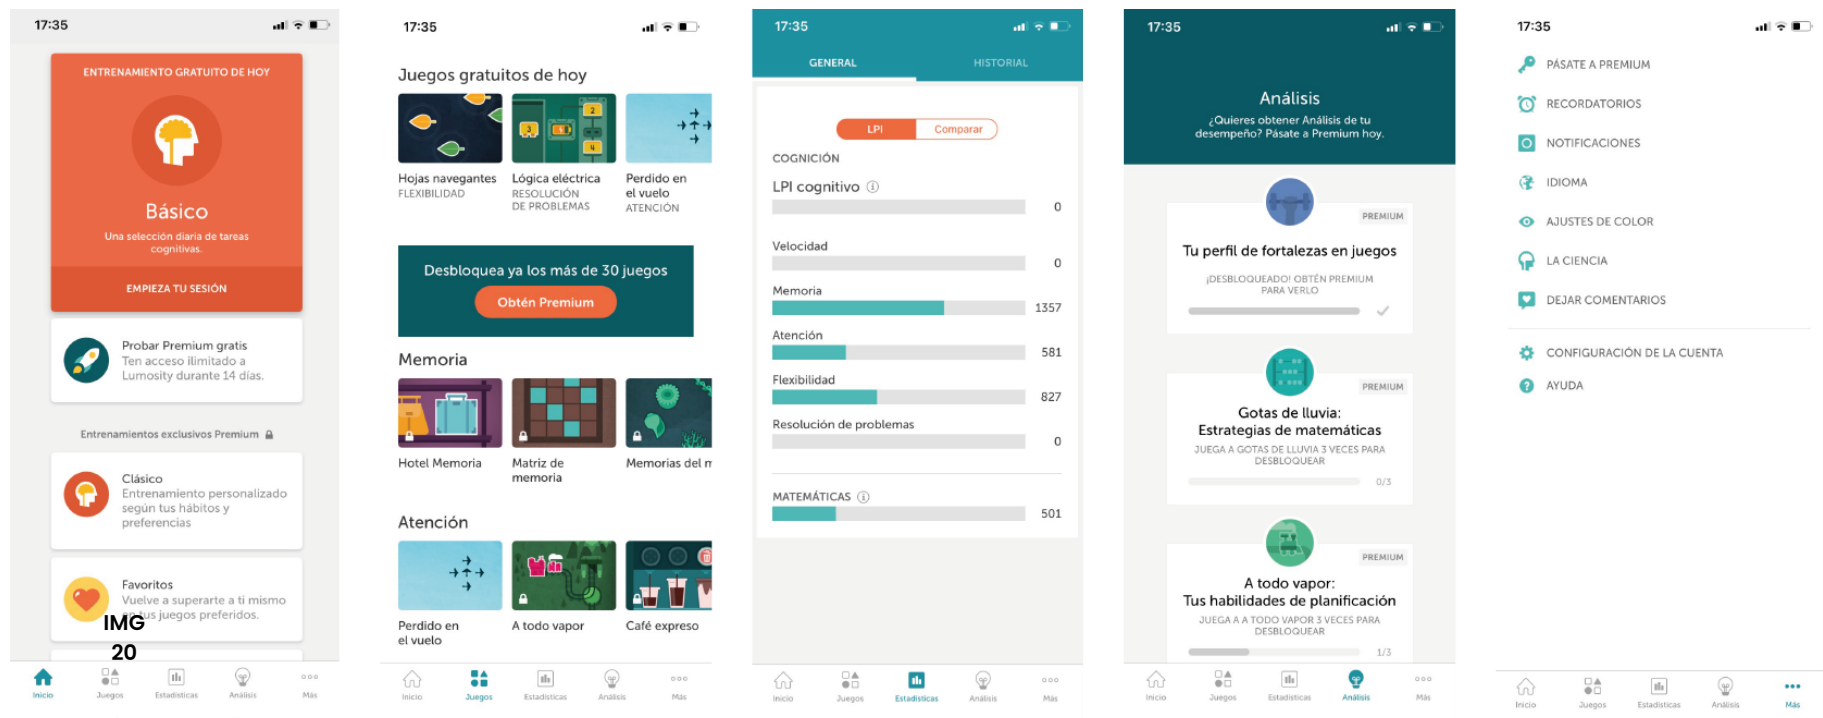 17:35
ENTRENAMIENTO GRATUITO DE HOY
Básico
Una selección diaria de tareas
cognitivas.
EMPIEZA TU SESIÓN
Probar Premium gratis
Ten acceso ilimitado a
Lumosity durante 14 días.
Entrenamientos exclusivos Premium
Clásico
Entrenamiento personalizado
según tus hábitos y
preferencias
Favoritos
Vuelve a superarte a ti mismo
en tus juegos preferidos.
IMG
20
Inicio
Juegos
Estadísticas
Análisis
Más
17:35
Juegos gratuitos de hoy
Hojas navegantes
FLEXIBILIDAD
Lógica eléctrica
RESOLUCIÓN
DE PROBLEMAS
Perdido en
el vuelo
ATENCIÓN
2
3
4
Desbloquea ya los más de 30 juegos
Obtén Premium
Memoria
Hotel Memoria
Matriz de
memoria
Memorias del m
Atención
Perdido en
el vuelo
A todo vapor
Café expreso
Inicio
Juegos
Estadísticas
Análisis
Más
17:35
GENERAL
HISTORIAL
LPI
Comparar
COGNICIÓN
LPI cognitivo
0
Velocidad
0
Memoria
1357
Atención
581
Flexibilidad
827
Resolución de problemas
0
MATEMÁTICAS
501
Inicio
Juegos
Estadísticas
Análisis
Más
17:35
Análisis
¿Quieres obtener Análisis de tu
desempeño? Pásate a Premium hoy.
PREMIUM
Tu perfil de fortalezas en juegos
¡DESBLOQUEADO! OBTÉN PREMIUM
PARA VERLO
PREMIUM
Gotas de lluvia:
Estrategias de matemáticas
JUEGA A GOTAS DE LLUVIA 3 VECES PARA
DESBLOQUEAR
0/3
PREMIUM
A todo vapor:
Tus habilidades de planificación
JUEGA A A TODO VAPOR 3 VECES PARA
DESBLOQUEAR
1/3
Inicio
Juegos
Estadísticas
Análisis
Más
17:35
PÁSATE A PREMIUM
RECORDATORIOS
NOTIFICACIONES
IDIOMA
AJUSTES DE COLOR
LA CIENCIA
DEJAR COMENTARIOS
CONFIGURACIÓN DE LA CUENTA
AYUDA
Inicio
Juegos
Estadísticas
Análisis
Más